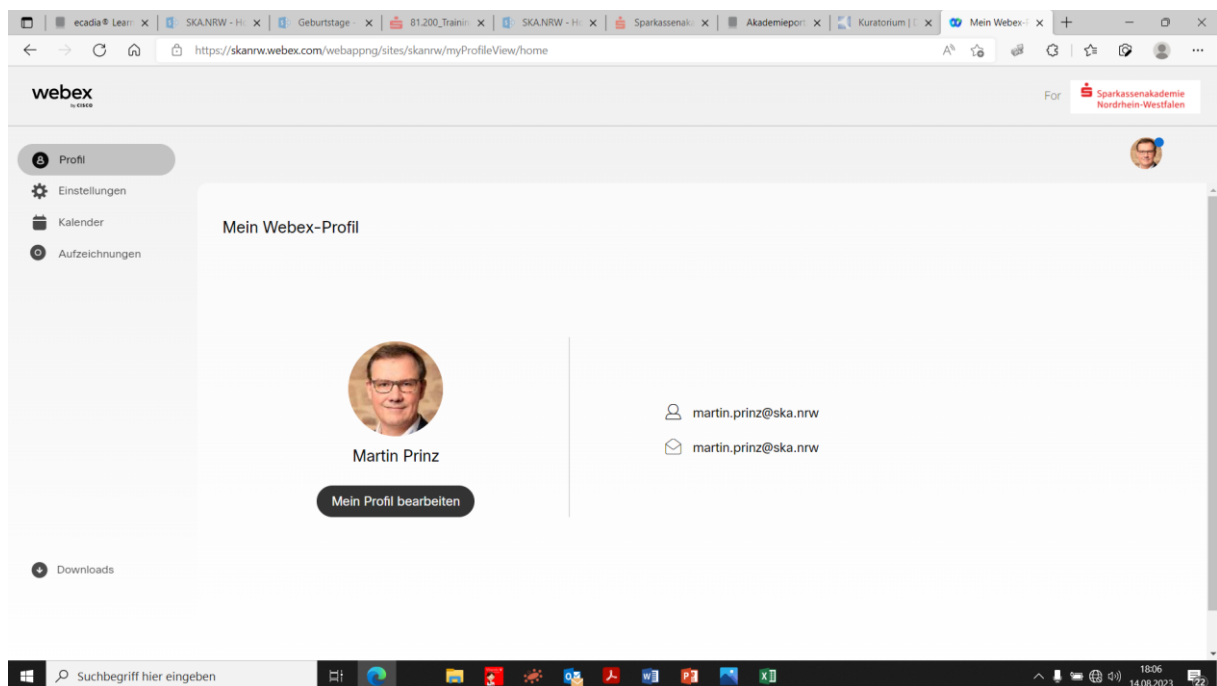 ecadia® Learn
SKA.NRW - Ho
Geburtstage -
81.200_Trainin
SKA.NRW - Ho
Sparkassenaka
Akademieport
Kuratorium | D
Mein Webex-P
https://skanrw.webex.com/webappng/sites/skanrw/myProfileView/home
webex
by CISCO
For
Sparkassenakademie
Nordrhein-Westfalen
Profil
Einstellungen
Kalender
Aufzeichnungen
Mein Webex-Profil
Martin Prinz
Mein Profil bearbeiten
martin.prinz@ska.nrw
martin.prinz@ska.nrw
Downloads
Suchbegriff hier eingeben
18:06
14.08.2023
22